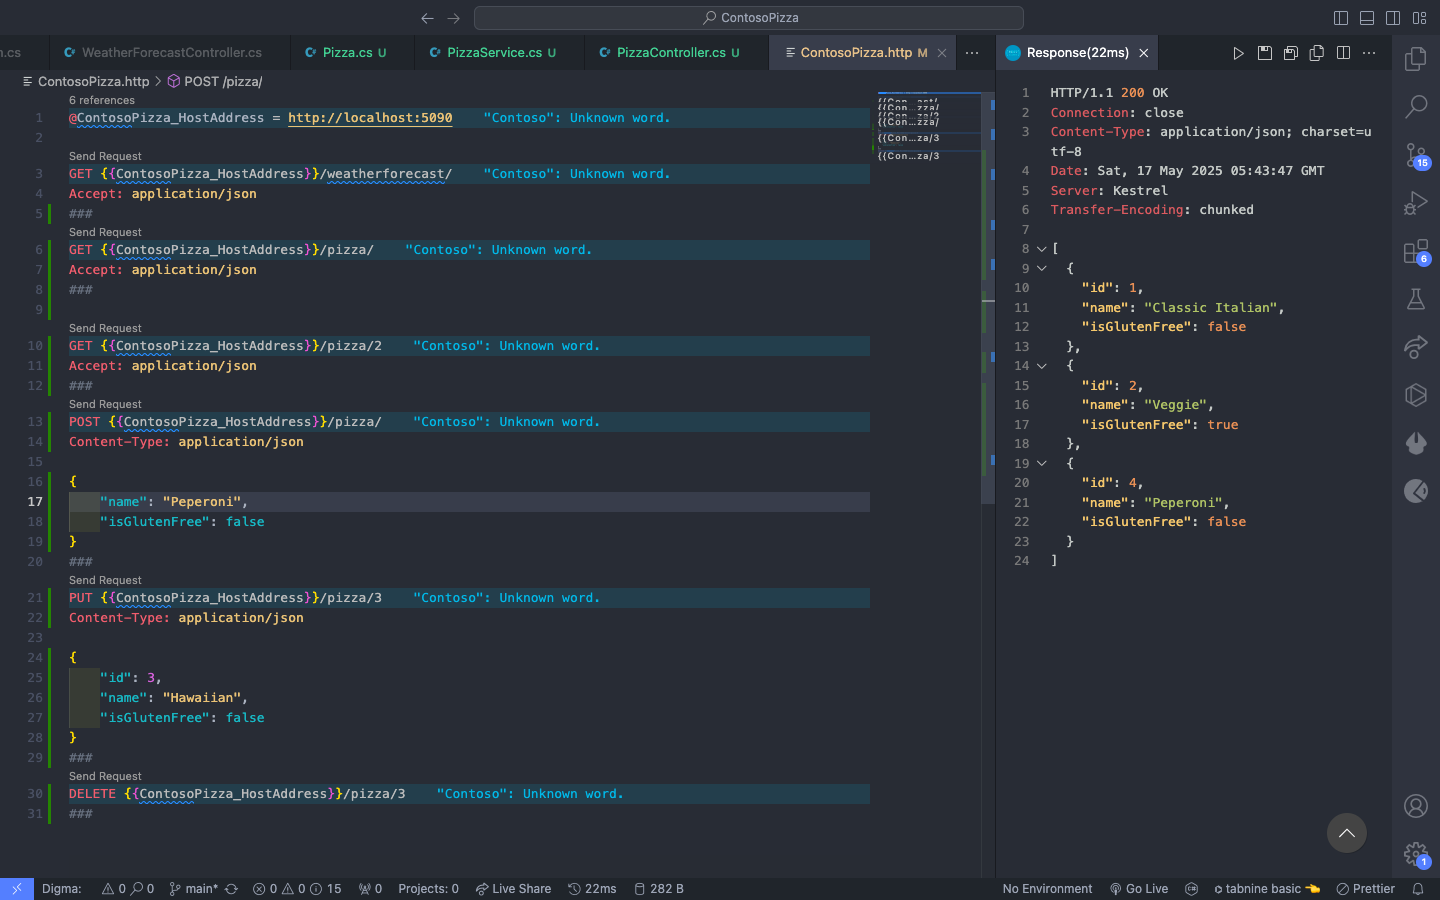 ContosoPizza
.cs
WeatherForecastController.cs
Pizza.cs U
PizzaService.cs U
PizzaController.cs U
ContosoPizza.http M
Response(22ms)
ContosoPizza.http > POST /pizza/
6 references
1 @ContosoPizza_HostAddress = http://localhost:5090 "Contoso": Unknown word.
2
Send Request
3 GET {{ContosoPizza_HostAddress}}/weatherforecast/ "Contoso": Unknown word.
4 Accept: application/json
5 ###
Send Request
6 GET {{ContosoPizza_HostAddress}}/pizza/ "Contoso": Unknown word.
7 Accept: application/json
8 ###
9
Send Request
10 GET {{ContosoPizza_HostAddress}}/pizza/2 "Contoso": Unknown word.
11 Accept: application/json
12 ###
Send Request
13 POST {{ContosoPizza_HostAddress}}/pizza/ "Contoso": Unknown word.
14 Content-Type: application/json
15
16 {
17 "name": "Peperoni",
18 "isGlutenFree": false
19 }
20 ###
Send Request
21 PUT {{ContosoPizza_HostAddress}}/pizza/3 "Contoso": Unknown word.
22 Content-Type: application/json
23
24 {
25 "id": 3,
26 "name": "Hawaiian",
27 "isGlutenFree": false
28 }
29 ###
Send Request
30 DELETE {{ContosoPizza_HostAddress}}/pizza/3 "Contoso": Unknown word.
31 ###
{{Con…zza/
{{Con…za/3
{{Con…za/3
1 HTTP/1.1 200 OK
2 Connection: close
3 Content-Type: application/json; charset=u
tf-8
4 Date: Sat, 17 May 2025 05:43:47 GMT
5 Server: Kestrel
6 Transfer-Encoding: chunked
7
8 [
9 {
10 "id": 1,
11 "name": "Classic Italian",
12 "isGlutenFree": false
13 },
14 {
15 "id": 2,
16 "name": "Veggie",
17 "isGlutenFree": true
18 },
19 {
20 "id": 4,
21 "name": "Peperoni",
22 "isGlutenFree": false
23 }
24 ]
15
6
1
Digma: 0 0 main* 0 0 15 0 Projects: 0 Live Share 22ms 282 B No Environment Go Live tabnine basic Prettier